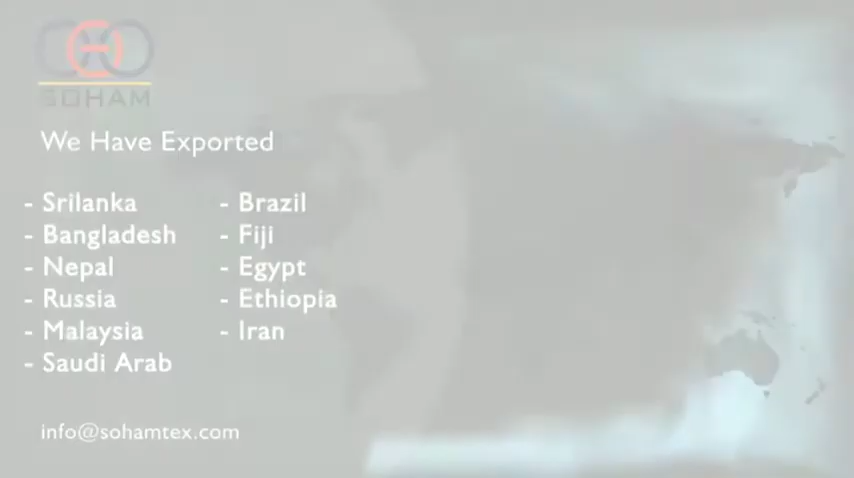 SOHAM
We Have Exported
- Srilanka
- Bangladesh
- Nepal
- Russia
- Malaysia
- Saudi Arab
- Brazil
- Fiji
- Egypt
- Ethiopia
- Iran
info@sohamtex.com